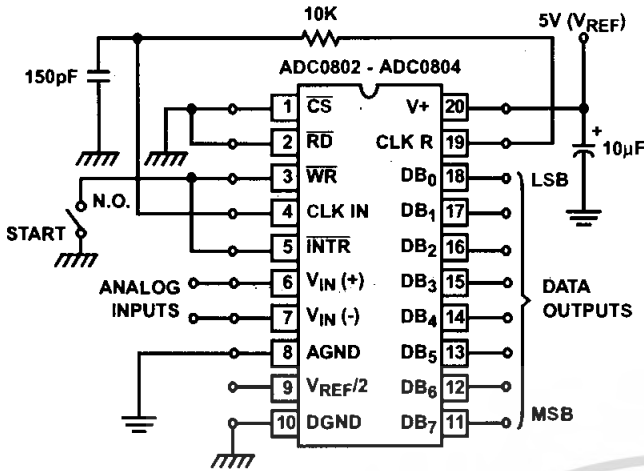 10K
5V (VREF)
150pF
ADC0802 - ADC0804
1 CS V+ 20
2 RD CLK R 19
10μF
+
3 WR DB0 18 LSB
N.O.
START
4 CLK IN DB1 17
5 INTR DB2 16
ANALOG
INPUTS
6 VIN (+) DB3 15
DATA
OUTPUTS
7 VIN (-) DB4 14
8 AGND DB5 13
9 VREF/2 DB6 12
10 DGND DB7 11 MSB